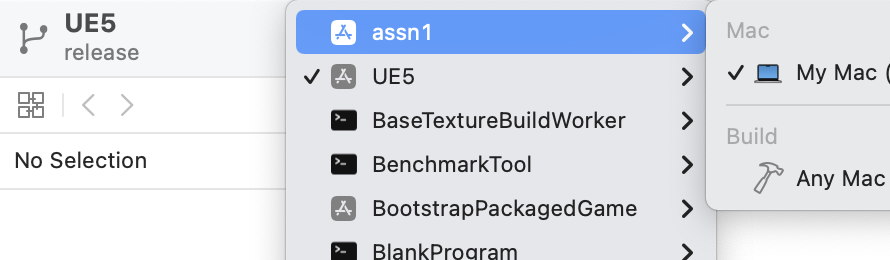 UE5
release
No Selection
assn1
UE5
BaseTextureBuildWorker
BenchmarkTool
BootstrapPackagedGame
BlankProgram
Mac
My Mac (
Build
Any Mac